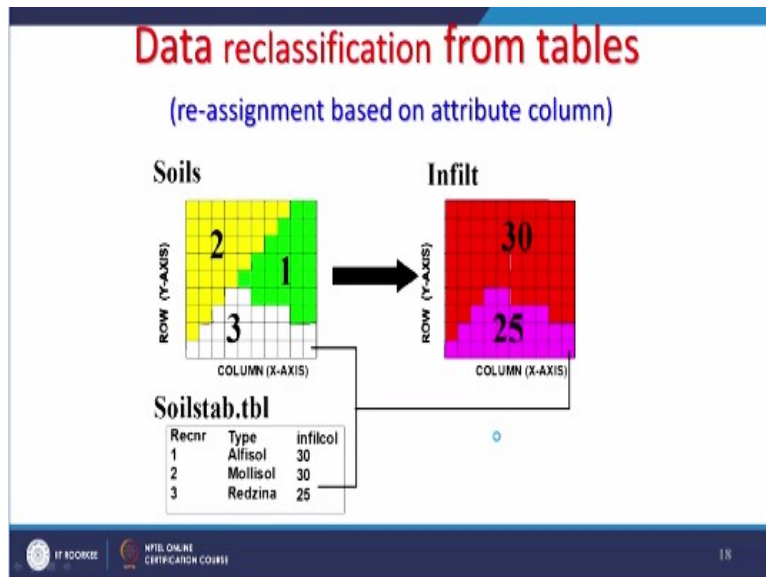 Data reclassification from tables
(re-assignment based on attribute column)
Soils
Infilt
2
1
3
ROW (Y-AXIS)
COLUMN (X-AXIS)
30
25
ROW (Y-AXIS)
COLUMN (X-AXIS)
Soilstab.tbl
Recnr Type infilcol
1 Alfisol 30
2 Mollisol 30
3 Redzina 25
IIT ROORKEE
NPTEL ONLINE
CERTIFICATION COURSE
18